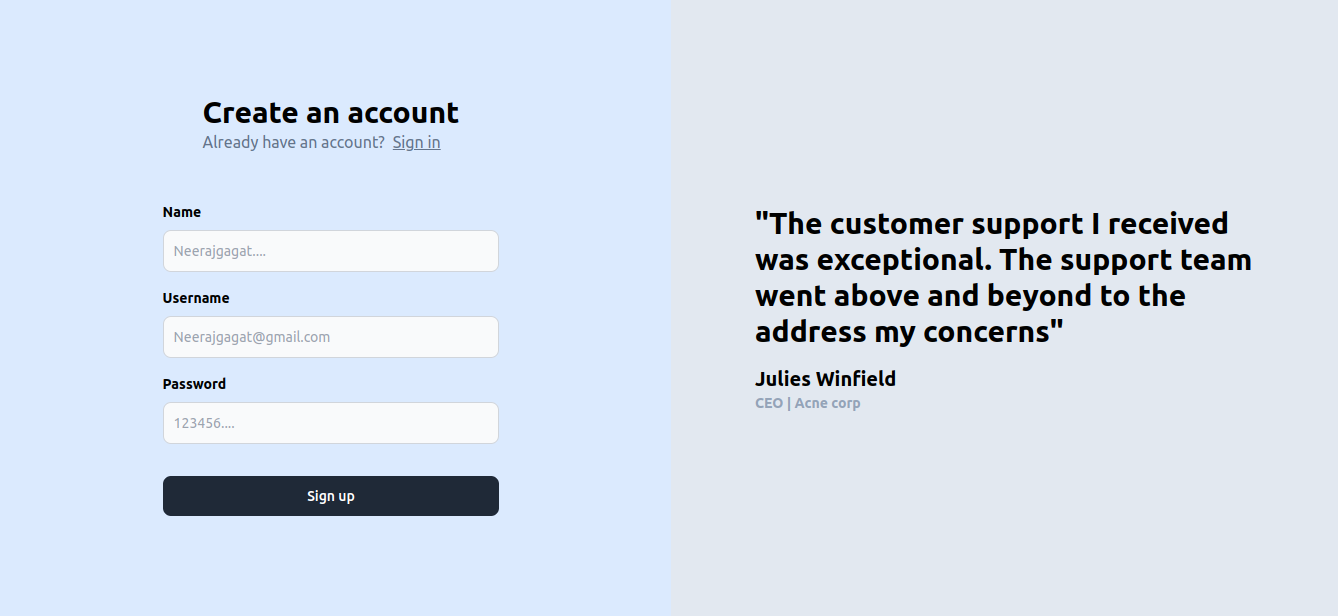 Create an account
Already have an account? Sign in
Name
Neerajgagat....
Username
Neerajgagat@gmail.com
Password
123456....
Sign up
"The customer support I received
was exceptional. The support team
went above and beyond to the
address my concerns"
Julies Winfield
CEO | Acne corp